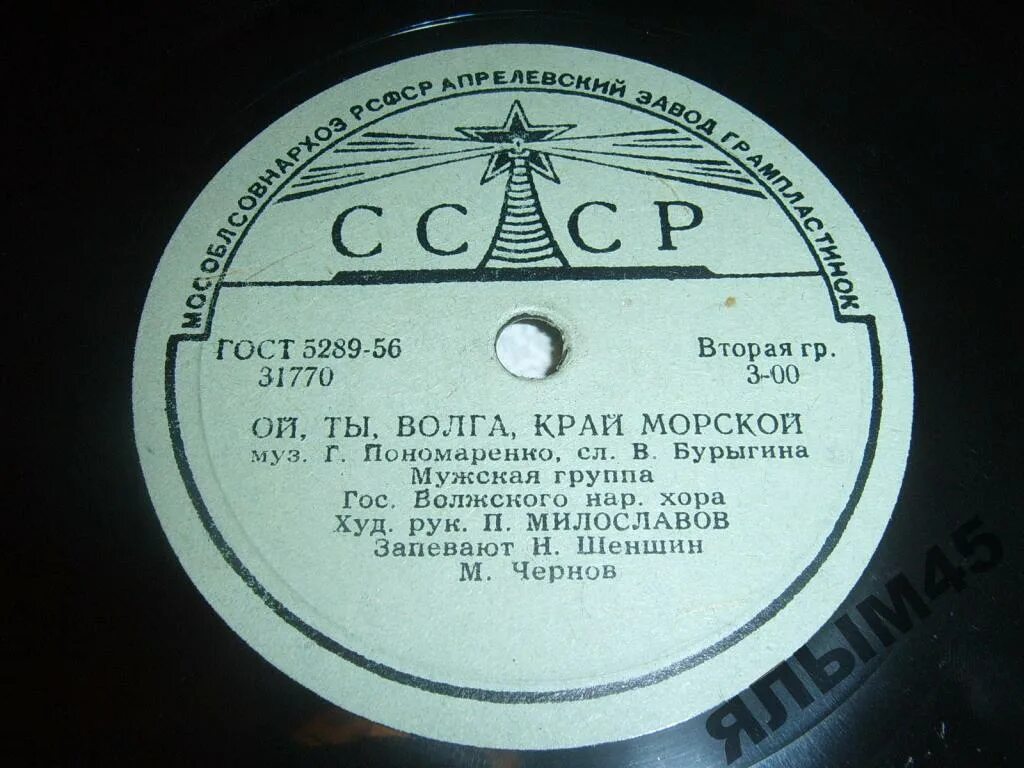 МОСОБЛСОВНАРХОЗ РСФСР АПРЕЛЕВСКИЙ ЗАВОД ГРАМПЛАСТИНОК
СССР
ГОСТ 5289-56 Вторая гр.
31770 3-00
ОЙ, ТЫ, ВОЛГА, КРАЙ МОРСКОЙ
муз. Г. Пономаренко, сл. В. Бурыгина
Мужская группа
Гос. Волжского нар. хора
Худ. рук. П. МИЛОСЛАВОВ
Запевают Н. Шеншин
М. Чернов
ЯЛЫМ45